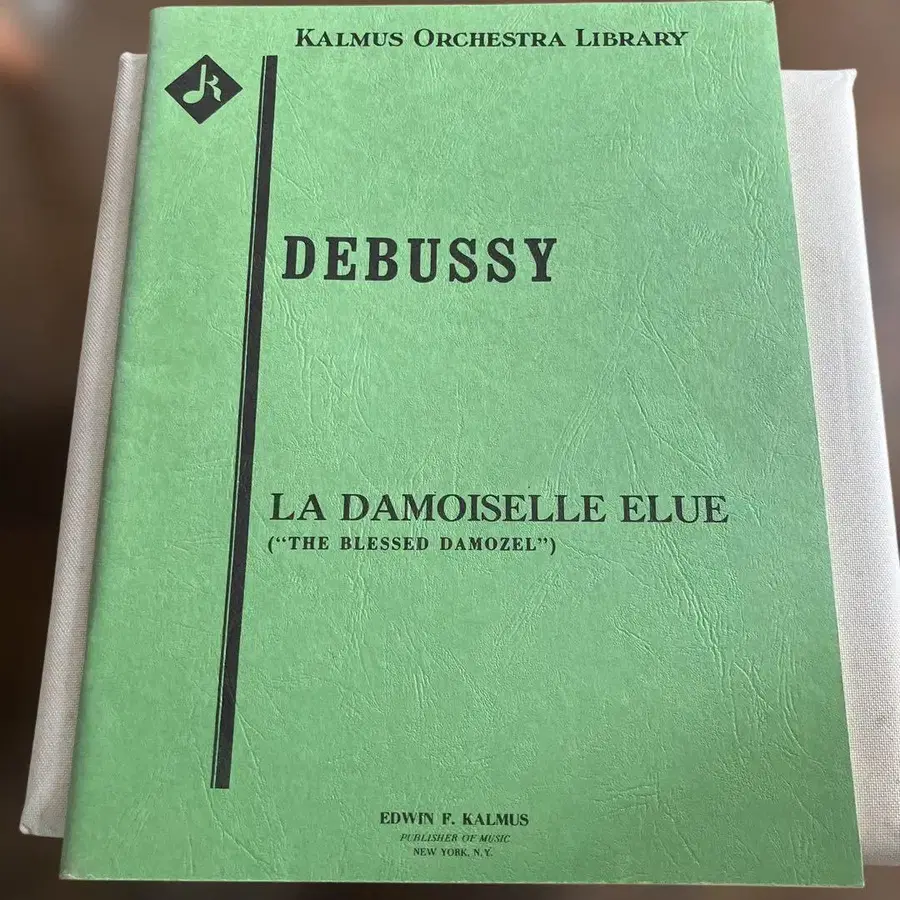 KALMUS ORCHESTRA LIBRARY
DEBUSSY
LA DAMOISELLE ELUE
("THE BLESSED DAMOZEL")
EDWIN F. KALMUS
PUBLISHER OF MUSIC
NEW YORK, N.Y.